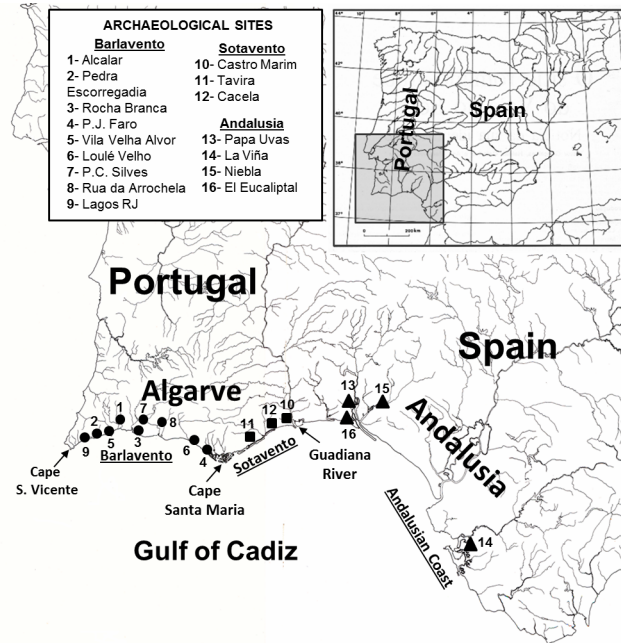 ARCHAEOLOGICAL SITES
Barlavento
1- Alcalar
2- Pedra
Escorregadia
3- Rocha Branca
4- P.J. Faro
5- Vila Velha Alvor
6- Loulé Velho
7- P.C. Silves
8- Rua da Arrochela
9- Lagos RJ
Sotavento
10- Castro Marim
11- Tavira
12- Cacela
Andalusia
13- Papa Uvas
14- La Viña
15- Niebla
16- El Eucaliptal
Portugal
Spain
Portugal
Spain
Algarve
Andalusia
13
15
16
1
7
8
2
5
3
9
6
4
11
12
10
Barlavento
Sotavento
Guadiana
River
Cape
S. Vicente
Cape
Santa Maria
Andalusian Coast
14
Gulf of Cadiz